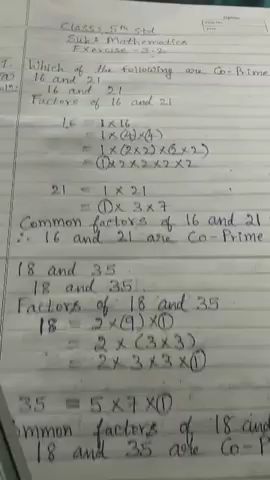 Class: 5th Std
Sub: Mathematics
Exercise - 3.2
1. Which of the following are Co-Prime
(a) 16 and 21
16 and 21
Factors of 16 and 21
16 = 1 × 16
= 1 × (4) × (4)
= 1 × (2 × 2) × (2 × 2)
= (1) × 2 × 2 × 2 × 2
21 = 1 × 21
= (1) × 3 × 7
Common factors of 16 and 21
∴ 16 and 21 are Co-Prime
18 and 35
18 and 35.
Factors of 18 and 35
18 = 2 × (9) × (1)
= 2 × (3 × 3)
= 2 × 3 × 3 × (1)
35 = 5 × 7 × (1)
ommon factors of 18 and
18 and 35 are Co-P